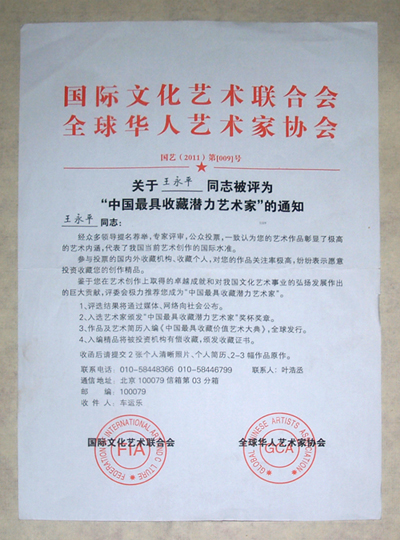 国际文化艺术联合会
全球华人艺术家协会
国艺（2011）第[009]号
关于 王永平 同志被评为
“中国最具收藏潜力艺术家”的通知
王永平 同志：
经众多领导提名荐举，专家评审，公众投票，一致认为您的艺术作品彰显了极高
的艺术内涵，代表了我国当前艺术创作的国际水准。
参与投票的国内外收藏机构、收藏个人，对您的作品关注率极高，纷纷表示愿意
投资收藏您的创作精品。
鉴于您在艺术创作上取得的卓越成就和对我国文化艺术事业的弘扬发展作出
的巨大贡献，评委会极力推荐您成为“中国最具收藏潜力艺术家”。
1、评选结果将通过媒体、网络向社会公布。
2、入选艺术家颁发“中国最具收藏潜力艺术家”奖杯奖章。
3、作品及艺术简历入编《中国最具收藏价值艺术大典》，全球发行。
4、入编精品将被投资机构有偿收藏，颁发收藏证书。
收函后请提交2张个人清晰照片、个人简历、2-3幅作品原作。
联系电话：010-58448366 010-58446799 联系人：叶浩丞
通信地址：北京100079信箱第03分箱
邮 编：100079
收 件 人：车运乐
国际文化艺术联合会 全球华人艺术家协会
FEDERATION INTERNATIONAL ART CULTURE
FIA
GLOBAL CHINESE ARTISTS ASSOCIATION
GCA